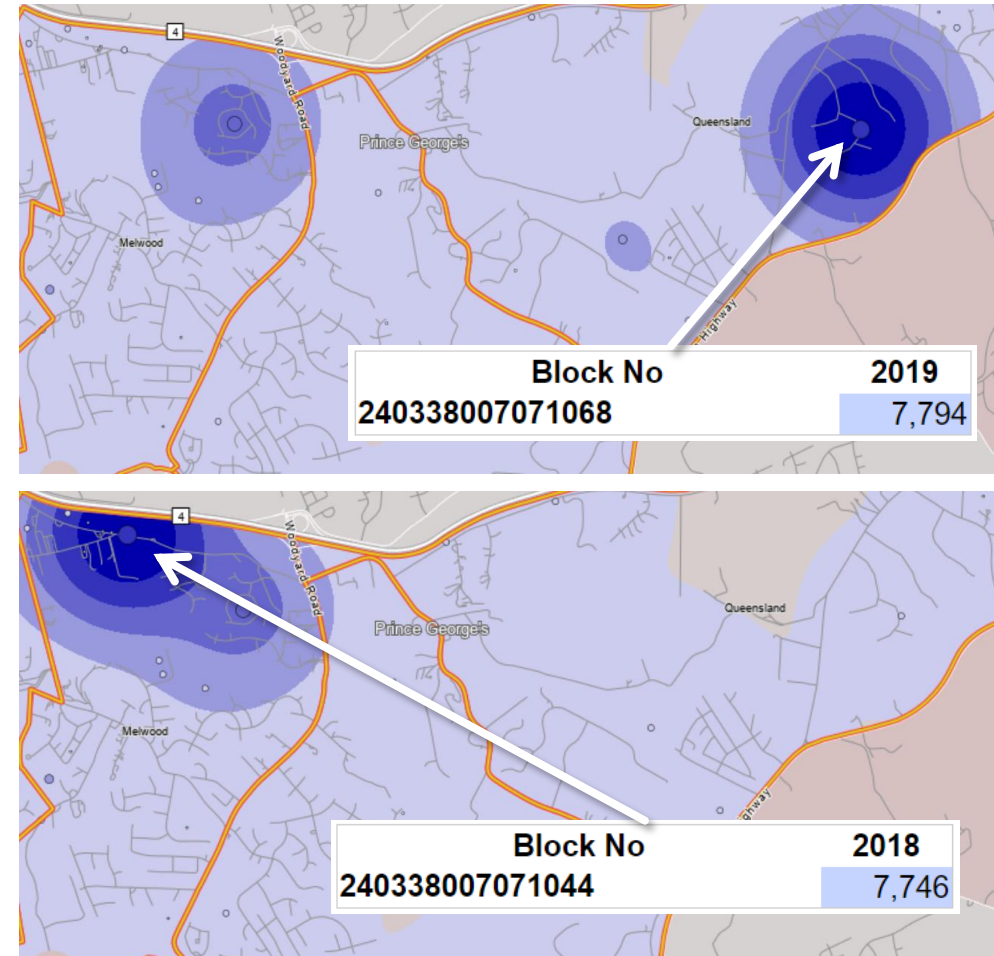 4
Woodyard Road
Prince George's
Queensland
Melwood
Highway
Block No 2019
240338007071068 7,794
4
Woodyard Road
Prince George's
Queensland
Melwood
ghway
Block No 2018
240338007071044 7,746